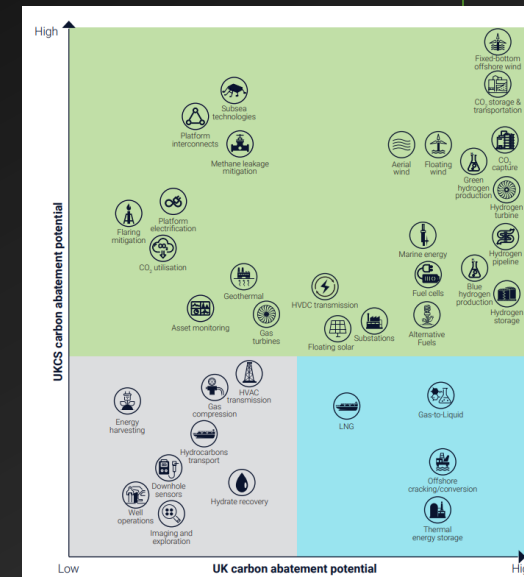 High
Fixed-bottom
offshore wind
CO2 storage &
transportation
Subsea
technologies
Platform
interconnects
Methane leakage
mitigation
Aerial
wind
Floating
wind
CO2
capture
Green
hydrogen
production
Hydrogen
turbine
Flaring
mitigation
Platform
electrification
CO2 utilisation
Marine energy
Hydrogen
pipeline
Geothermal
HVDC transmission
Fuel cells
Blue
hydrogen
production
Hydrogen
storage
Asset monitoring
Gas
turbines
Floating solar
Substations
Alternative
Fuels
UKCS carbon abatement potential
HVAC
transmission
Gas
compression
Energy
harvesting
Hydrocarbons
transport
Downhole
sensors
Hydrate recovery
Well
operations
Imaging and
exploration
LNG
Gas-to-Liquid
Offshore
cracking/conversion
Thermal
energy storage
Low
UK carbon abatement potential